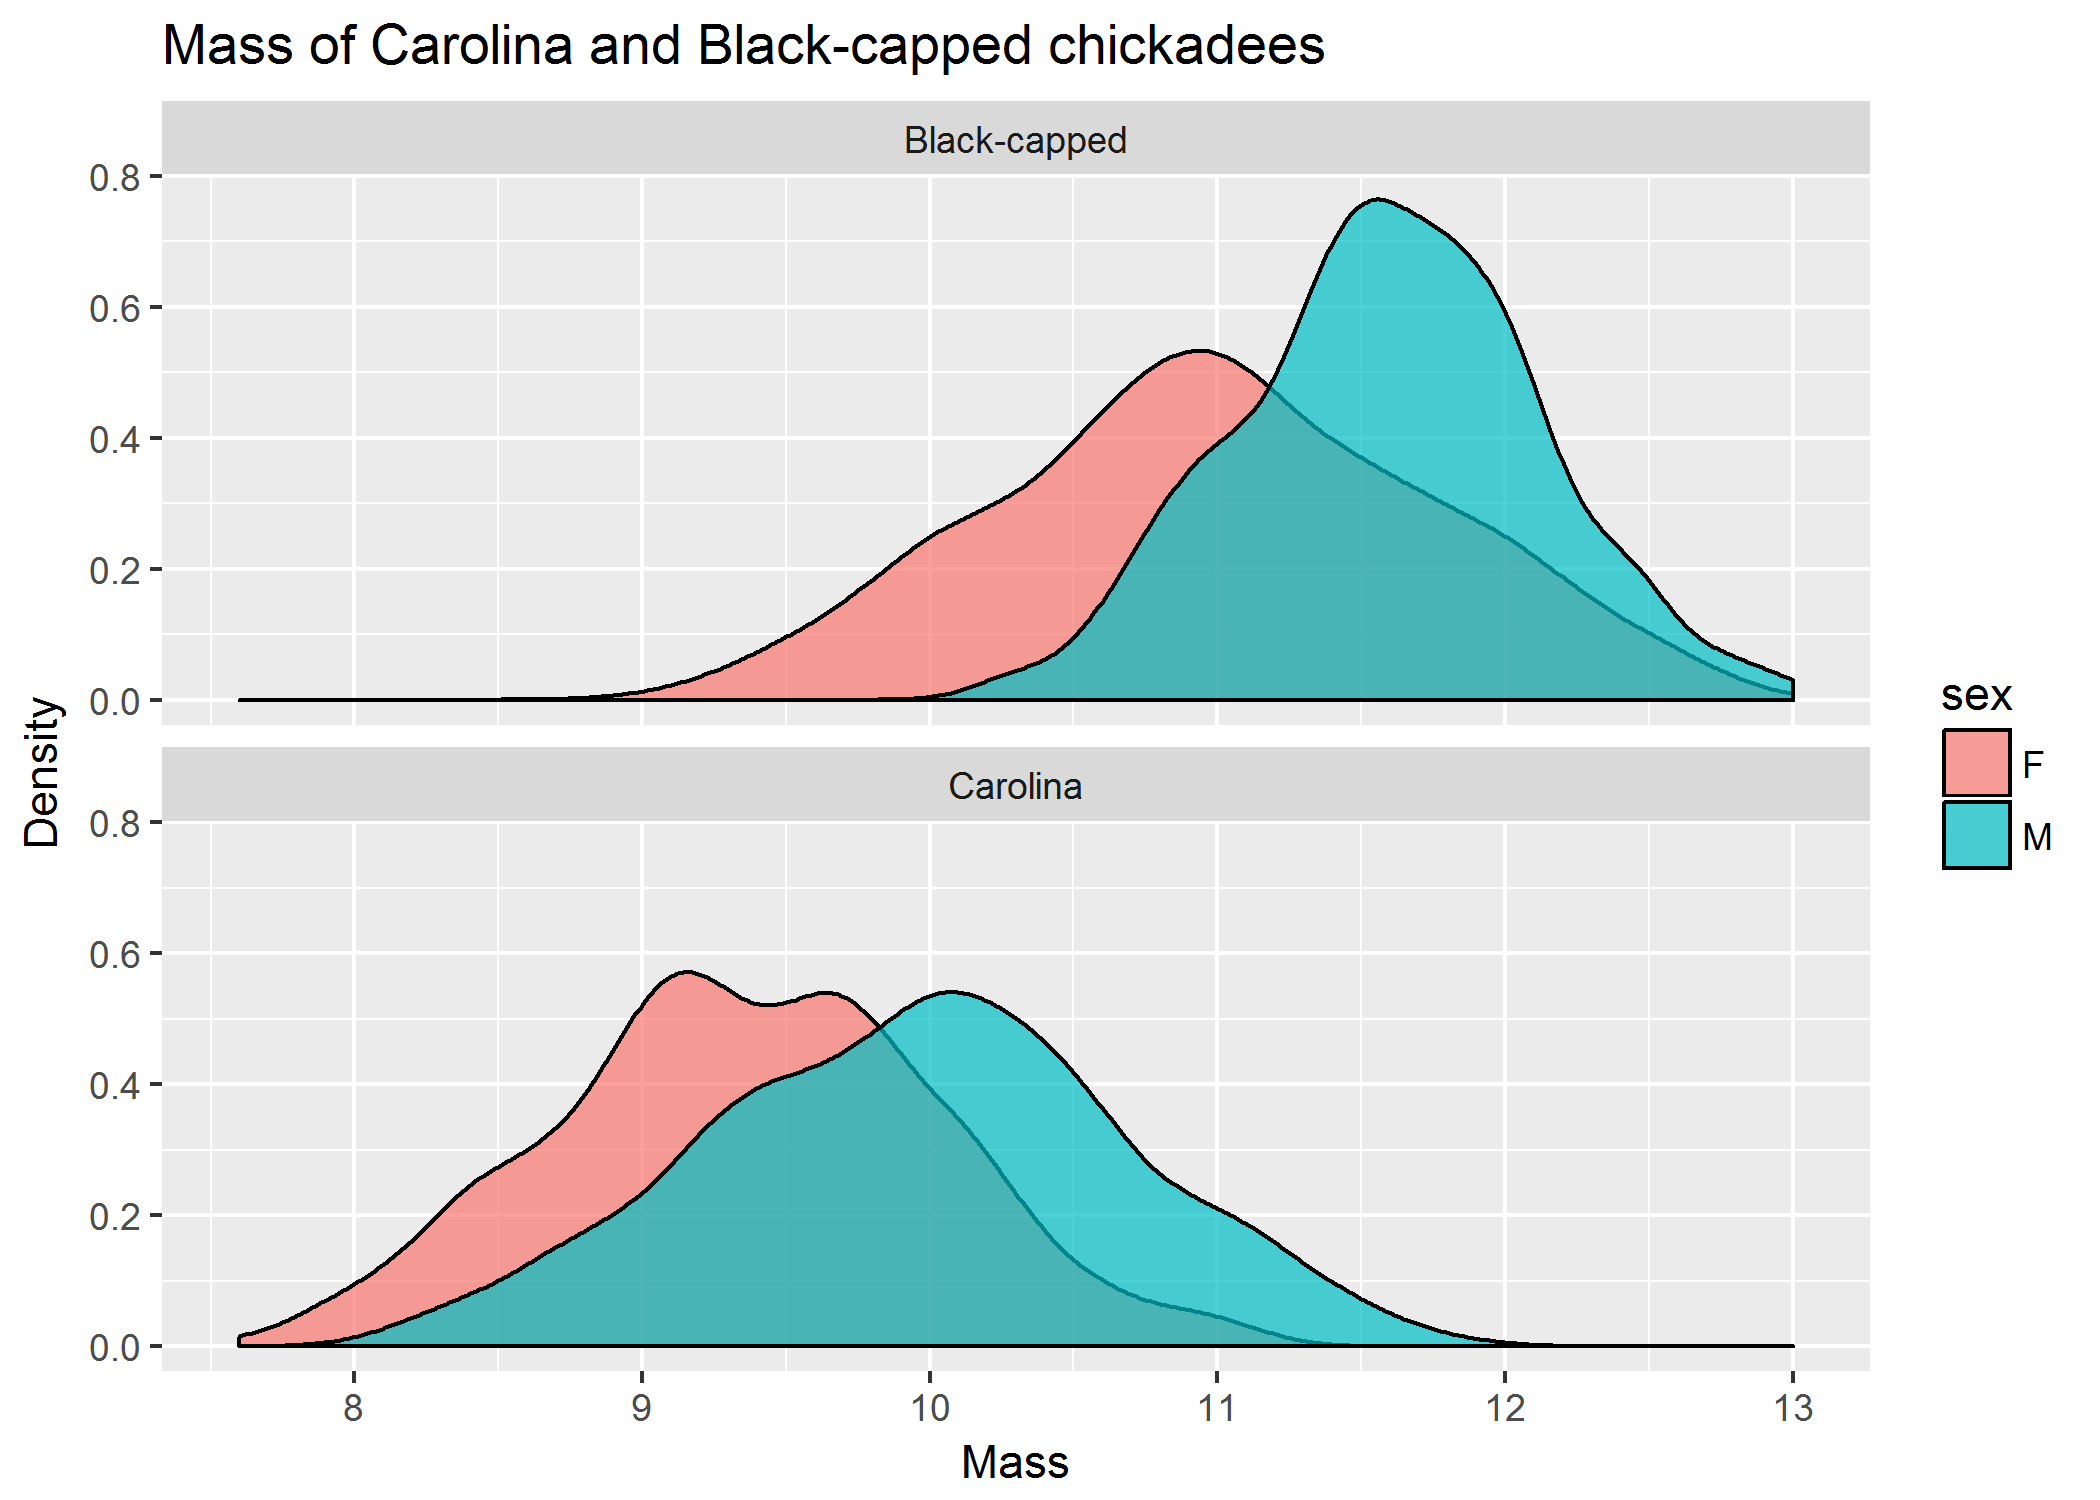 Mass of Carolina and Black-capped chickadees
Black-capped
0.8
0.6
0.4
0.2
0.0
Carolina
0.8
0.6
0.4
0.2
0.0
Density
8 9 10 11 12 13
Mass
sex
F
M